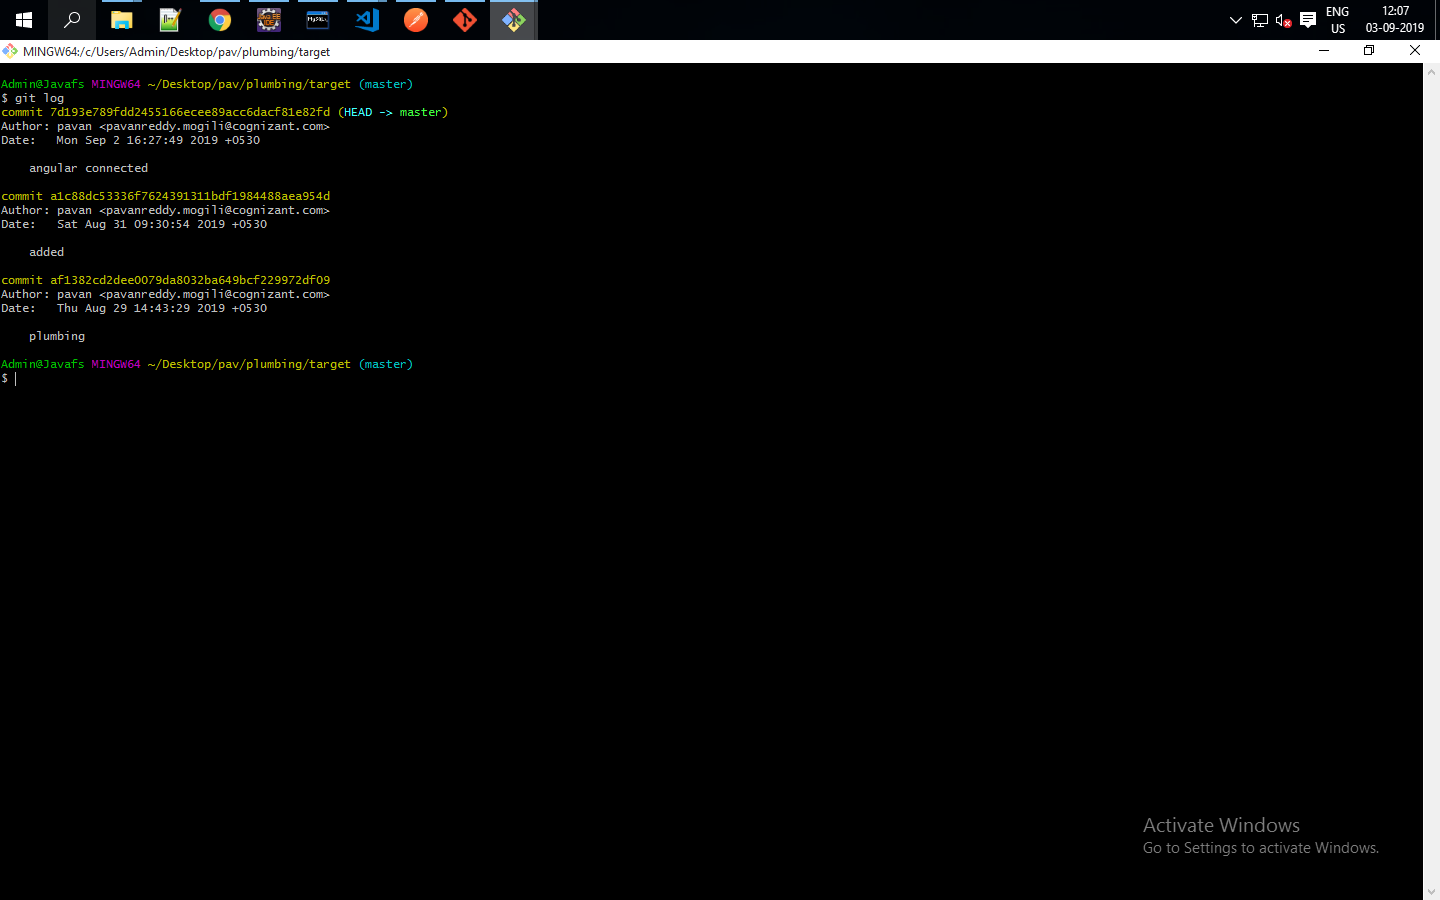 ENG
US
12:07
03-09-2019
MINGW64:/c/Users/Admin/Desktop/pav/plumbing/target
Admin@Javafs MINGW64 ~/Desktop/pav/plumbing/target (master)
$ git log
commit 7d193e789fdd2455166ecee89acc6dacf81e82fd (HEAD -> master)
Author: pavan <pavanreddy.mogili@cognizant.com>
Date:   Mon Sep 2 16:27:49 2019 +0530
angular connected
commit a1c88dc53336f7624391311bdf1984488aea954d
Author: pavan <pavanreddy.mogili@cognizant.com>
Date:   Sat Aug 31 09:30:54 2019 +0530
added
commit af1382cd2dee0079da8032ba649bcf229972df09
Author: pavan <pavanreddy.mogili@cognizant.com>
Date:   Thu Aug 29 14:43:29 2019 +0530
plumbing
Admin@Javafs MINGW64 ~/Desktop/pav/plumbing/target (master)
$
Activate Windows
Go to Settings to activate Windows.